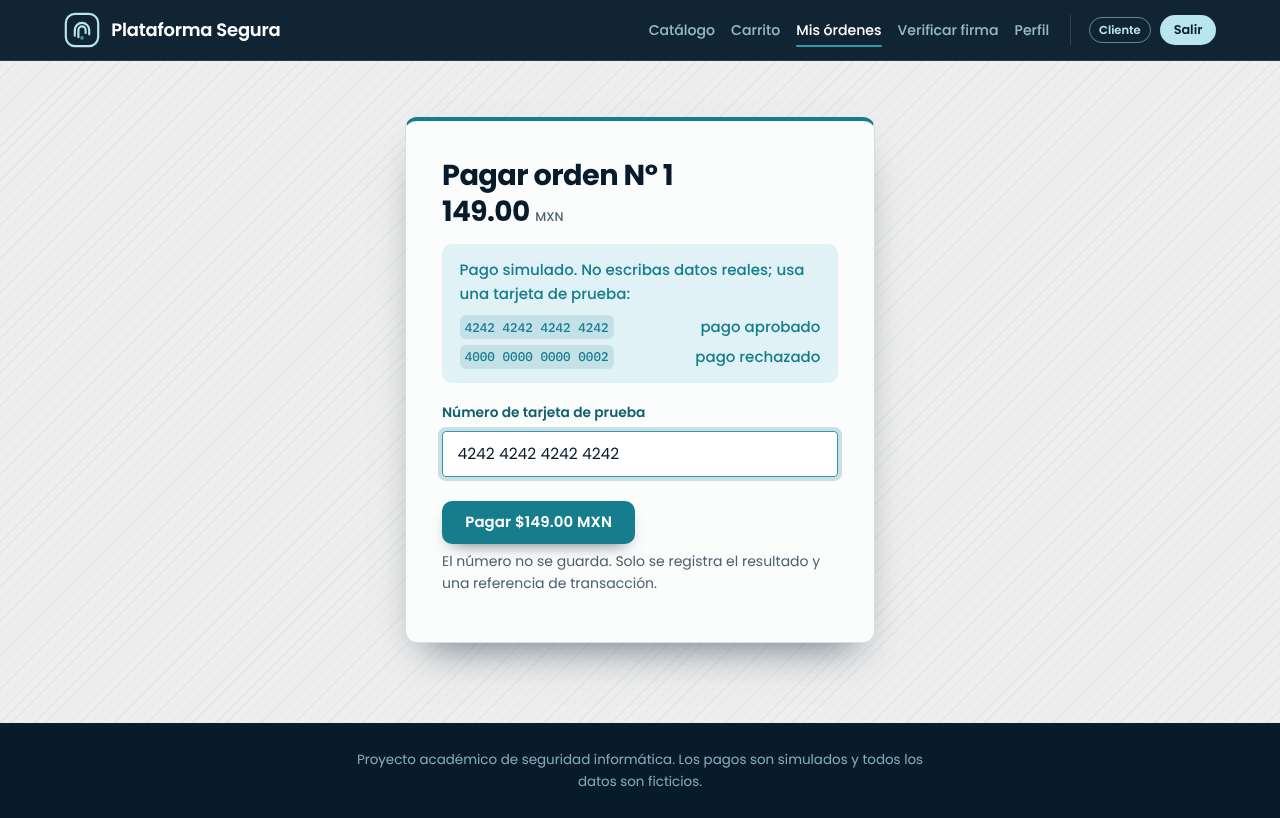 Plataforma Segura
Catálogo
Carrito
Mis órdenes
Verificar firma
Perfil
Cliente
Salir
Pagar orden Nº 1
149.00 MXN
Pago simulado. No escribas datos reales; usa
una tarjeta de prueba:
4242 4242 4242 4242 pago aprobado
4000 0000 0000 0002 pago rechazado
Número de tarjeta de prueba
4242 4242 4242 4242
Pagar $149.00 MXN
El número no se guarda. Solo se registra el resultado y
una referencia de transacción.
Proyecto académico de seguridad informática. Los pagos son simulados y todos los
datos son ficticios.